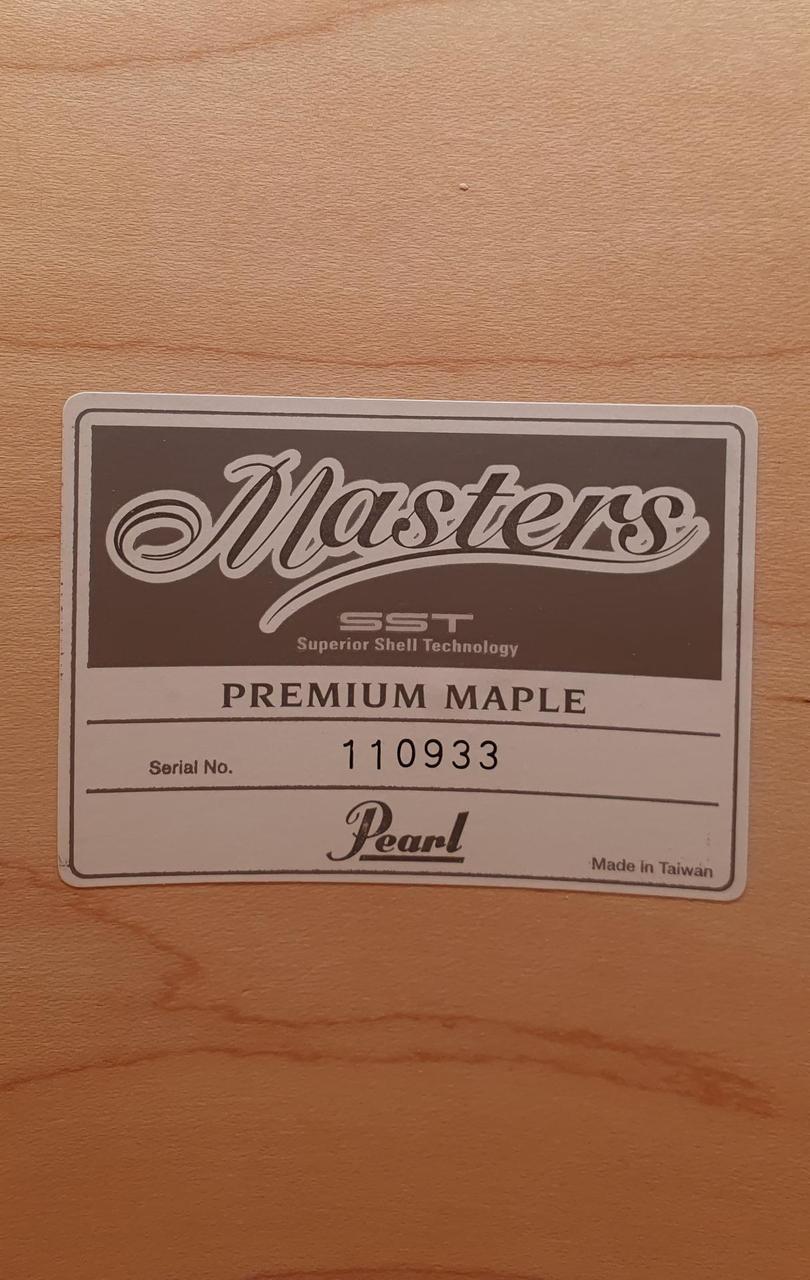 Masters
SST
Superior Shell Technology
PREMIUM MAPLE
Serial No. 110933
Pearl
Made in Taiwan